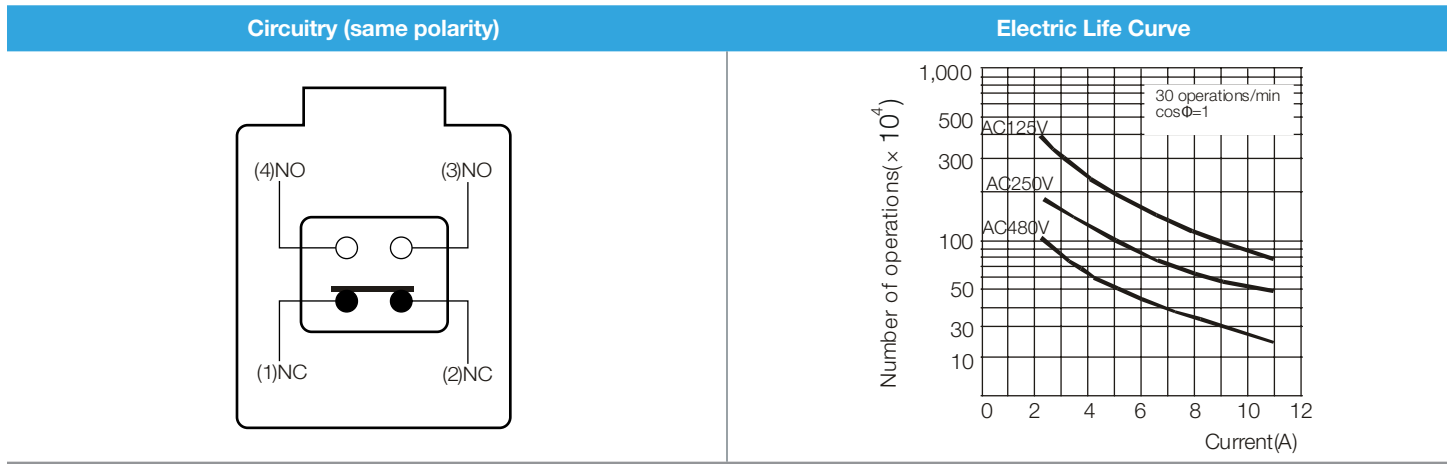 Circuitry (same polarity)
Electric Life Curve
(4)NO
(3)NO
(1)NC
(2)NC
Number of operations(× 10⁴)
1,000
500
300
100
50
30
10
30 operations/min
cosΦ=1
AC125V
AC250V
AC480V
0 2 4 6 8 10 12
Current(A)